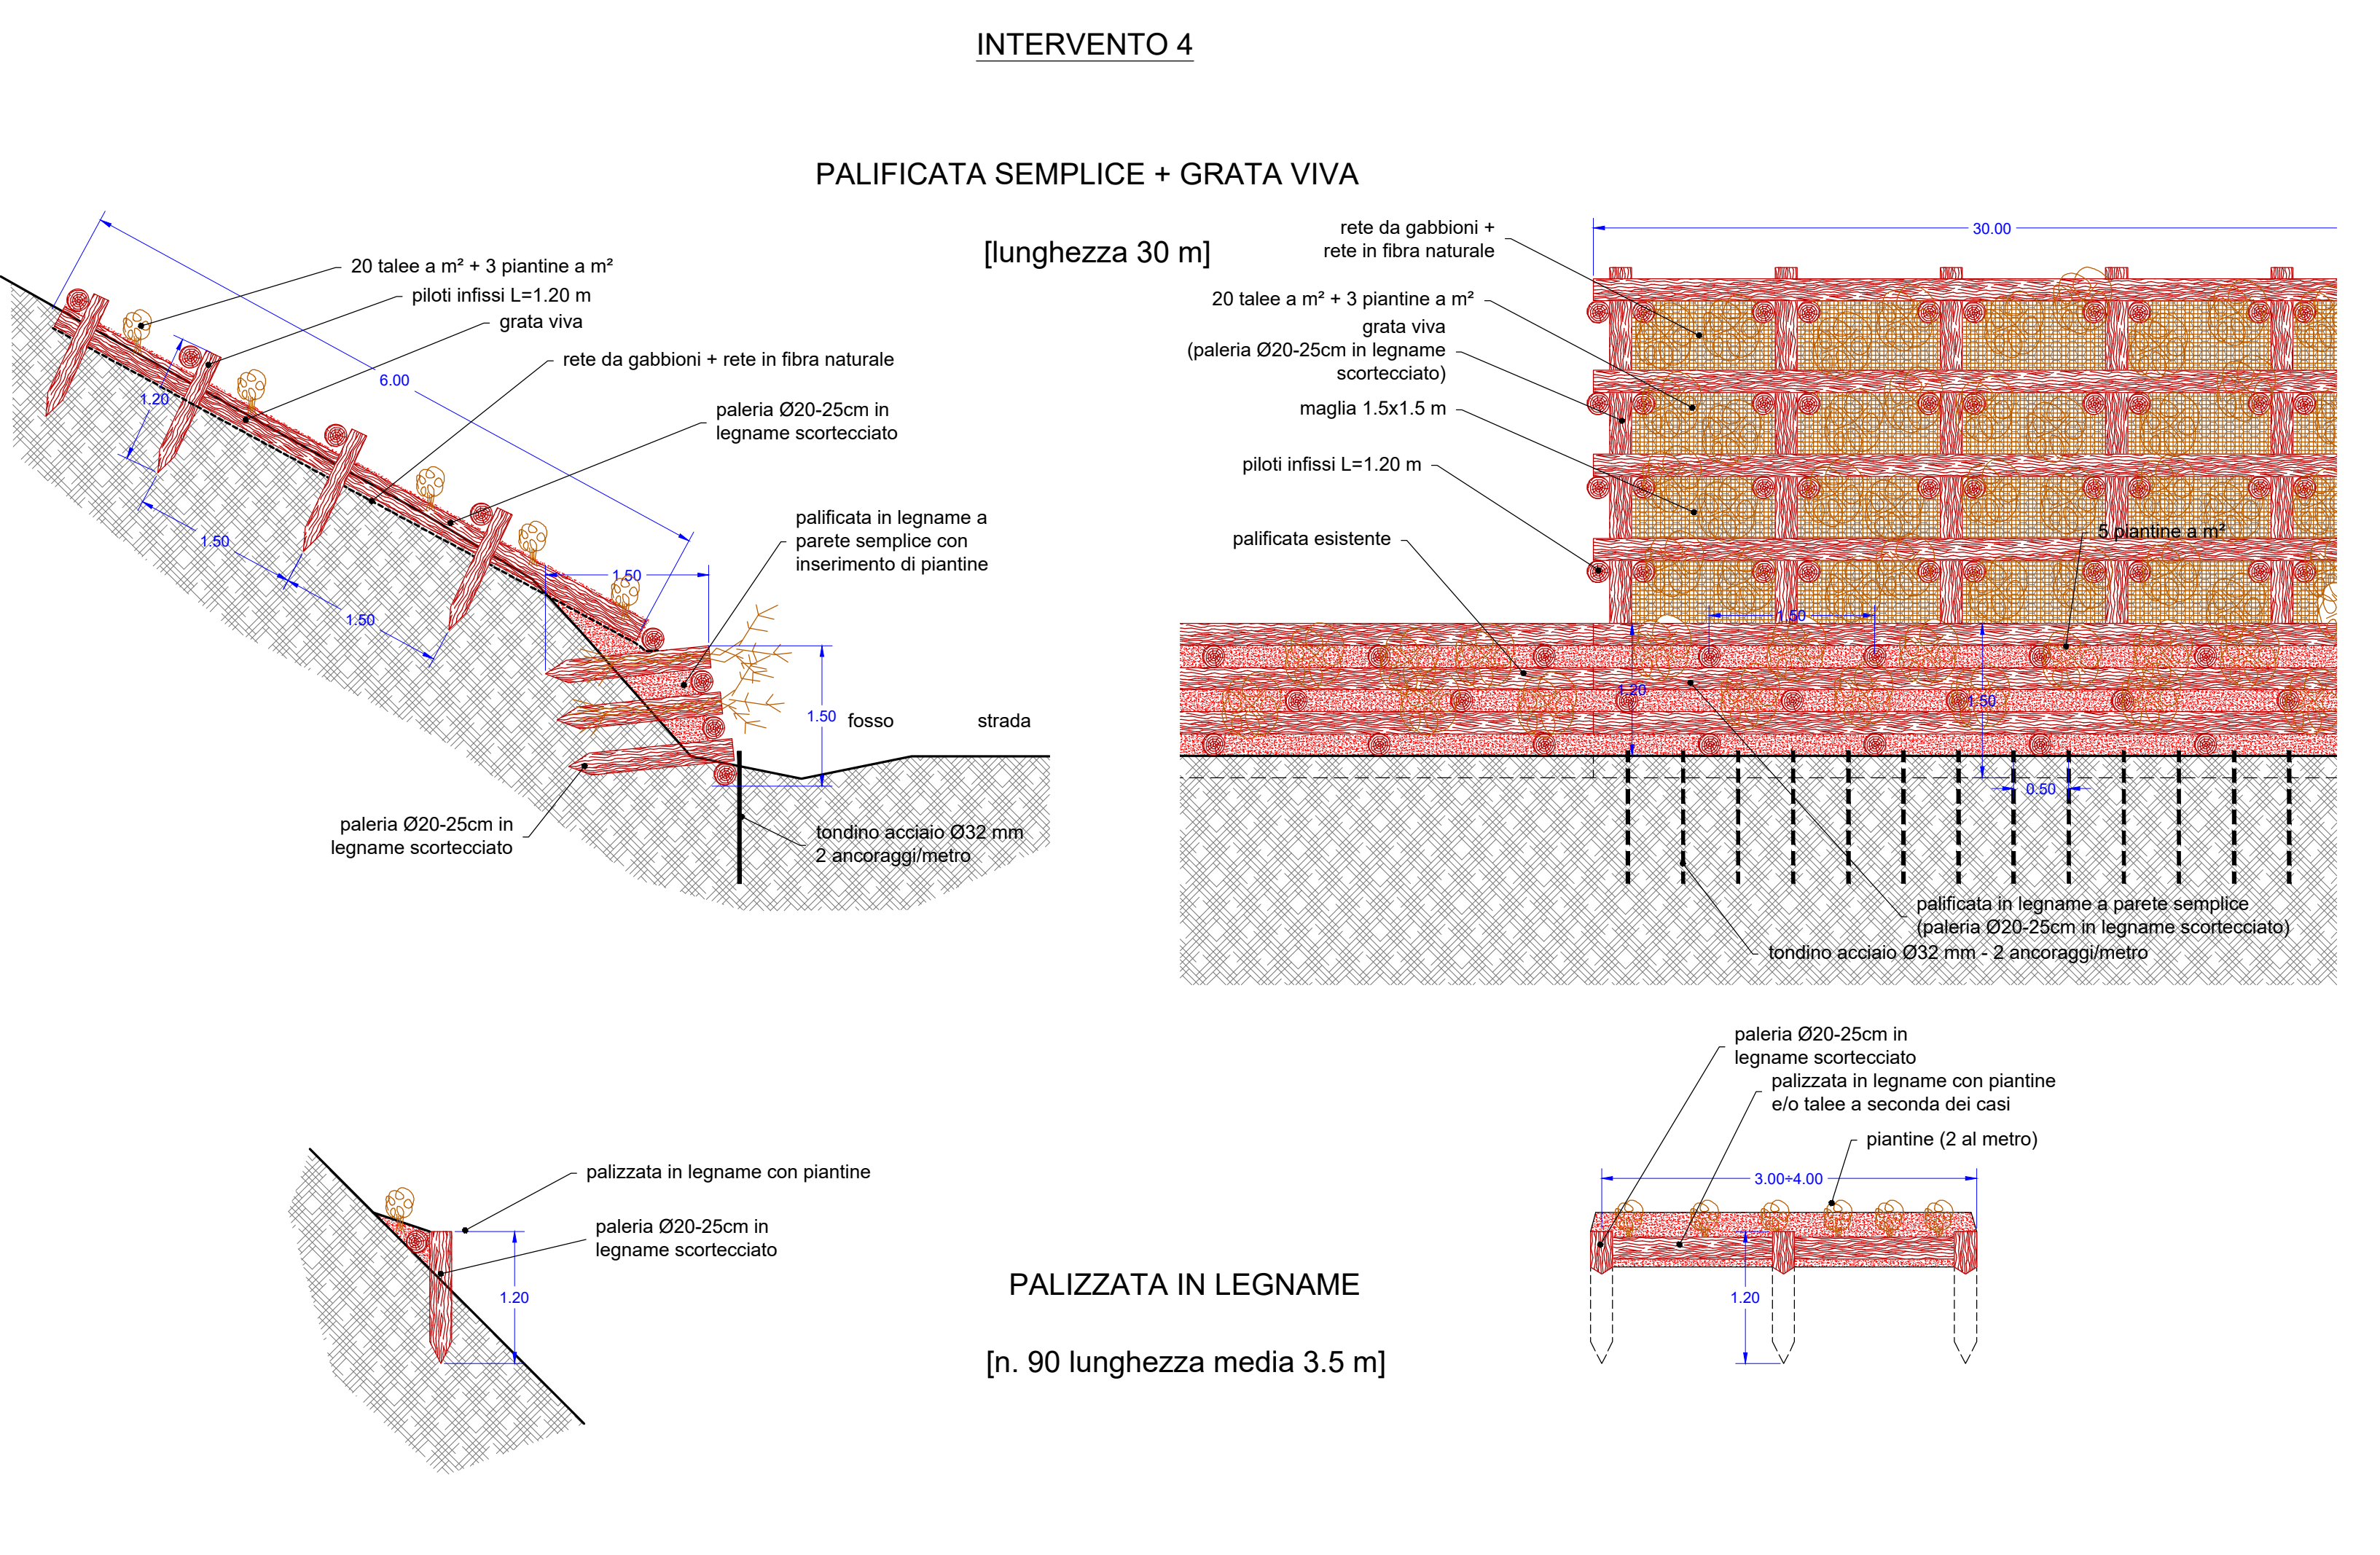 INTERVENTO 4
PALIFICATA SEMPLICE + GRATA VIVA
[lunghezza 30 m]
20 talee a m² + 3 piantine a m²
piloti infissi L=1.20 m
grata viva
rete da gabbioni + rete in fibra naturale
6.00
1.20
paleria Ø20-25cm in
legname scortecciato
1.50
1.50
palificata in legname a
parete semplice con
inserimento di piantine
1.50
1.50
fosso
strada
paleria Ø20-25cm in
legname scortecciato
tondino acciaio Ø32 mm
2 ancoraggi/metro
rete da gabbioni +
rete in fibra naturale
30.00
20 talee a m² + 3 piantine a m²
grata viva
(paleria Ø20-25cm in legname
scortecciato)
maglia 1.5x1.5 m
piloti infissi L=1.20 m
palificata esistente
5 piantine a m²
1.50
1.20
1.50
0.50
palificata in legname a parete semplice
(paleria Ø20-25cm in legname scortecciato)
tondino acciaio Ø32 mm - 2 ancoraggi/metro
palizzata in legname con piantine
paleria Ø20-25cm in
legname scortecciato
1.20
PALIZZATA IN LEGNAME
[n. 90 lunghezza media 3.5 m]
paleria Ø20-25cm in
legname scortecciato
palizzata in legname con piantine
e/o talee a seconda dei casi
piantine (2 al metro)
3.00÷4.00
1.20